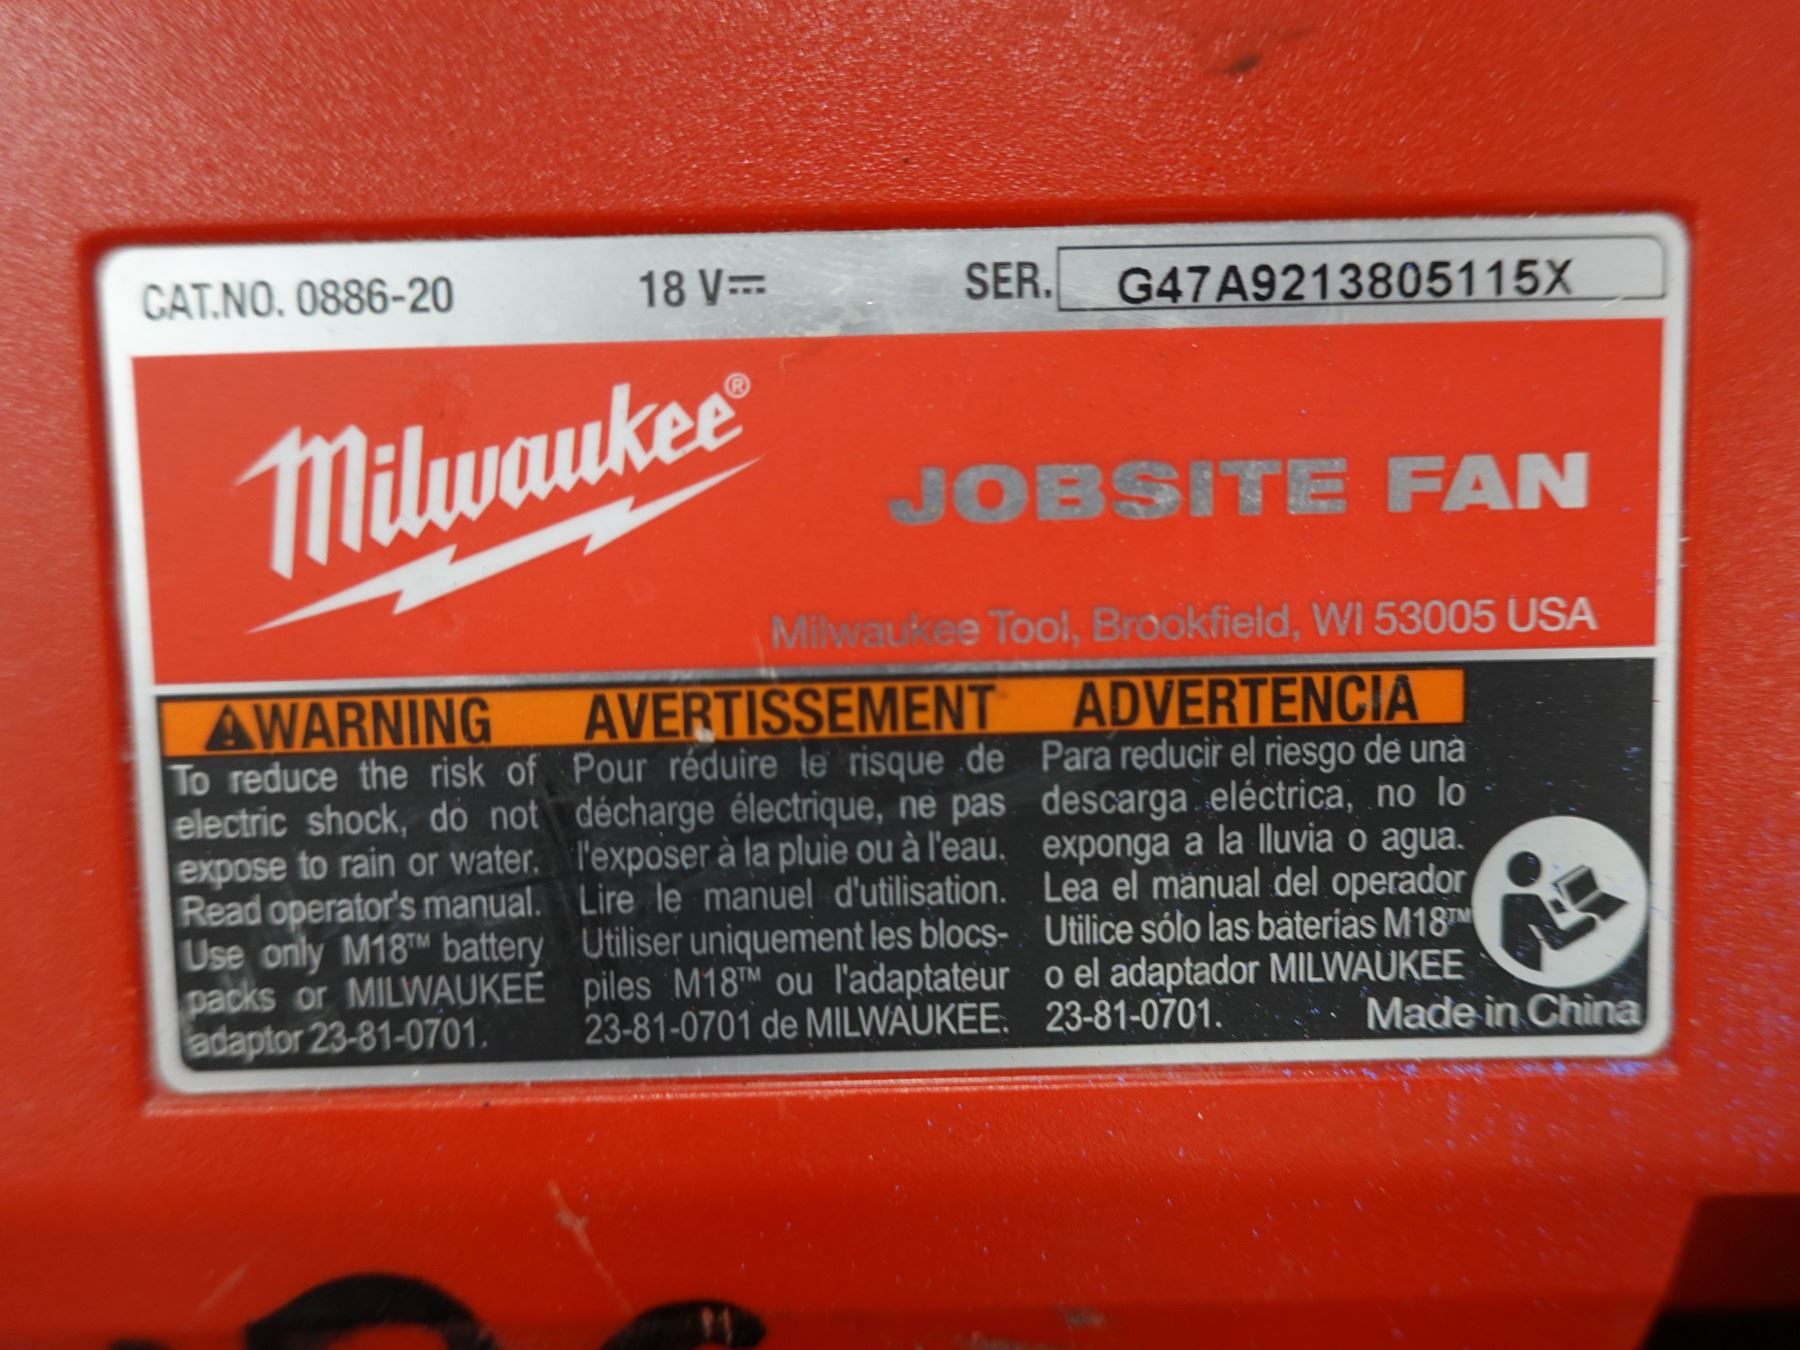 CAT.NO. 0886-20 18 V⎓ SER. G47A9213805115X
Milwaukee®
JOBSITE FAN
Milwaukee Tool, Brookfield, WI 53005 USA
⚠WARNING
To reduce the risk of
electric shock, do not
expose to rain or water.
Read operator's manual.
Use only M18™ battery
packs or MILWAUKEE
adaptor 23-81-0701.
AVERTISSEMENT
Pour réduire le risque de
décharge électrique, ne pas
l'exposer à la pluie ou à l'eau.
Lire le manuel d'utilisation.
Utiliser uniquement les blocs-
piles M18™ ou l'adaptateur
23-81-0701 de MILWAUKEE.
ADVERTENCIA
Para reducir el riesgo de una
descarga eléctrica, no lo
exponga a la lluvia o agua.
Lea el manual del operador
Utilice sólo las baterías M18™
o el adaptador MILWAUKEE
23-81-0701.
Made in China